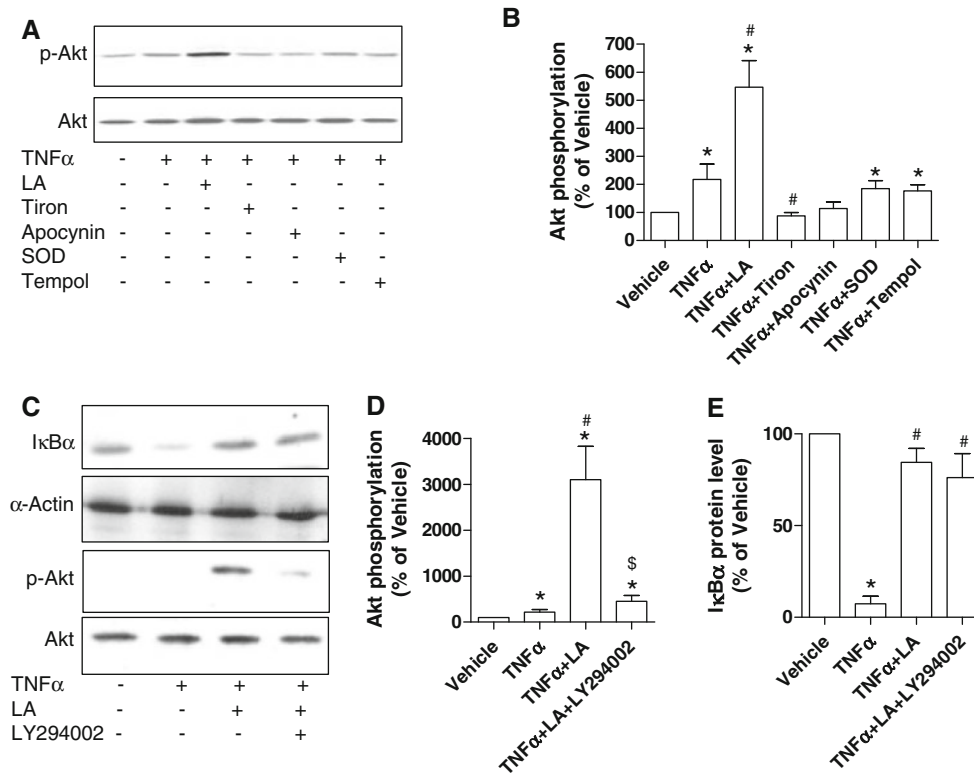 A
p-Akt
Akt
TNFα - + + + + + +
LA - - + - - - -
Tiron - - - + - - -
Apocynin - - - - + - -
SOD - - - - - + -
Tempol - - - - - - +
B
Akt phosphorylation
(% of Vehicle)
700
600
500
400
300
200
100
0
*
#
*
#
*
*
Vehicle
TNFα
TNFα+LA
TNFα+Tiron
TNFα+Apocynin
TNFα+SOD
TNFα+Tempol
C
IκBα
α-Actin
p-Akt
Akt
TNFα - + + +
LA - - + +
LY294002 - - - +
D
Akt phosphorylation
(% of Vehicle)
4000
3000
2000
1000
0
*
#
*
$
*
Vehicle
TNFα
TNFα+LA
TNFα+LA+LY294002
E
IκBα protein level
(% of Vehicle)
100
50
0
*
#
#
Vehicle
TNFα
TNFα+LA
TNFα+LA+LY294002